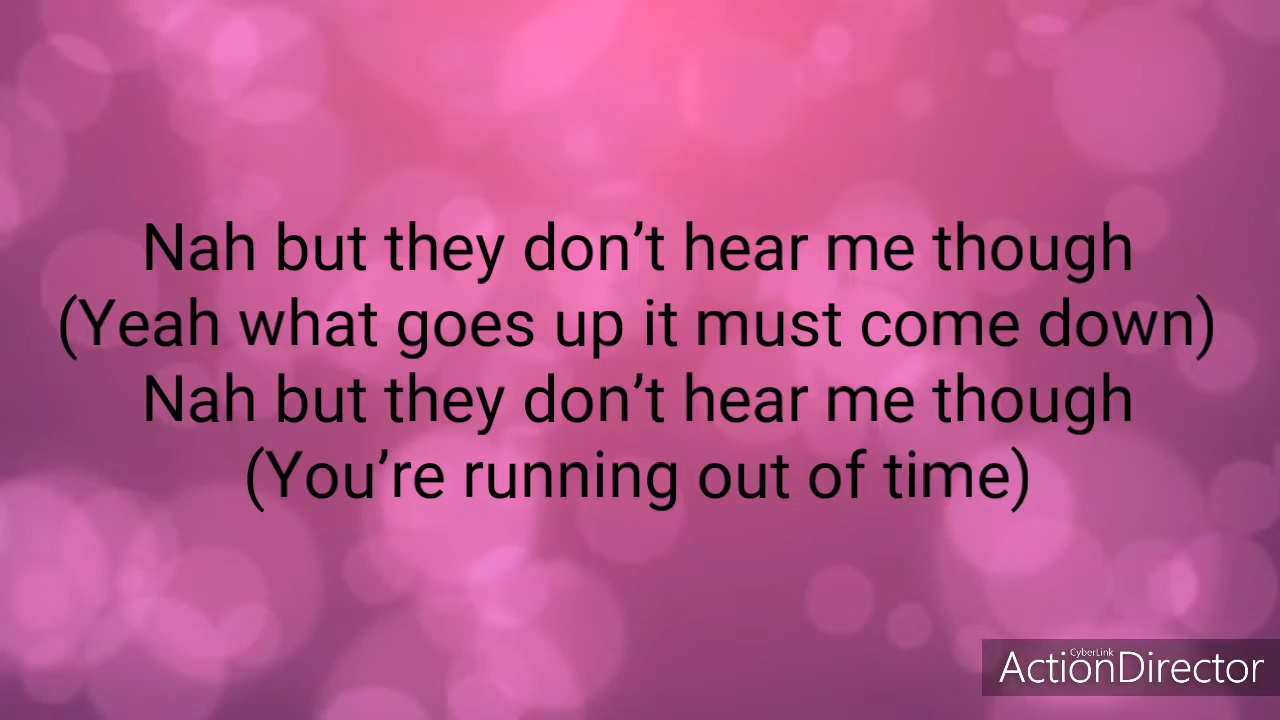 Nah but they don’t hear me though
(Yeah what goes up it must come down)
Nah but they don’t hear me though
(You’re running out of time)
CyberLink
ActionDirector